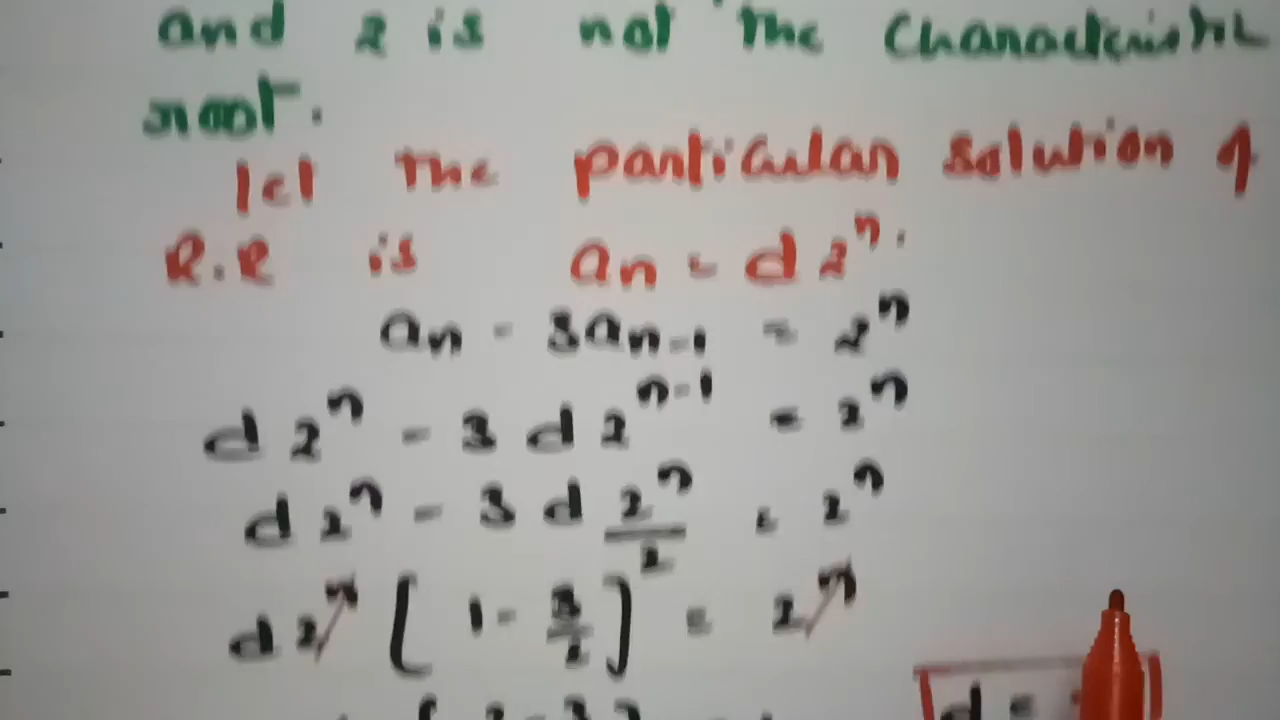 and 2 is not the characteristic
root.
let the particular solution of
R.R is an = d 2^n.
an - 3an-1 = 2^n
d 2^n - 3 d 2^n-1 = 2^n
d 2^n - 3 d 2^n/2 = 2^n
d 2^n [ 1 - 3/2 ] = 2^n
d =